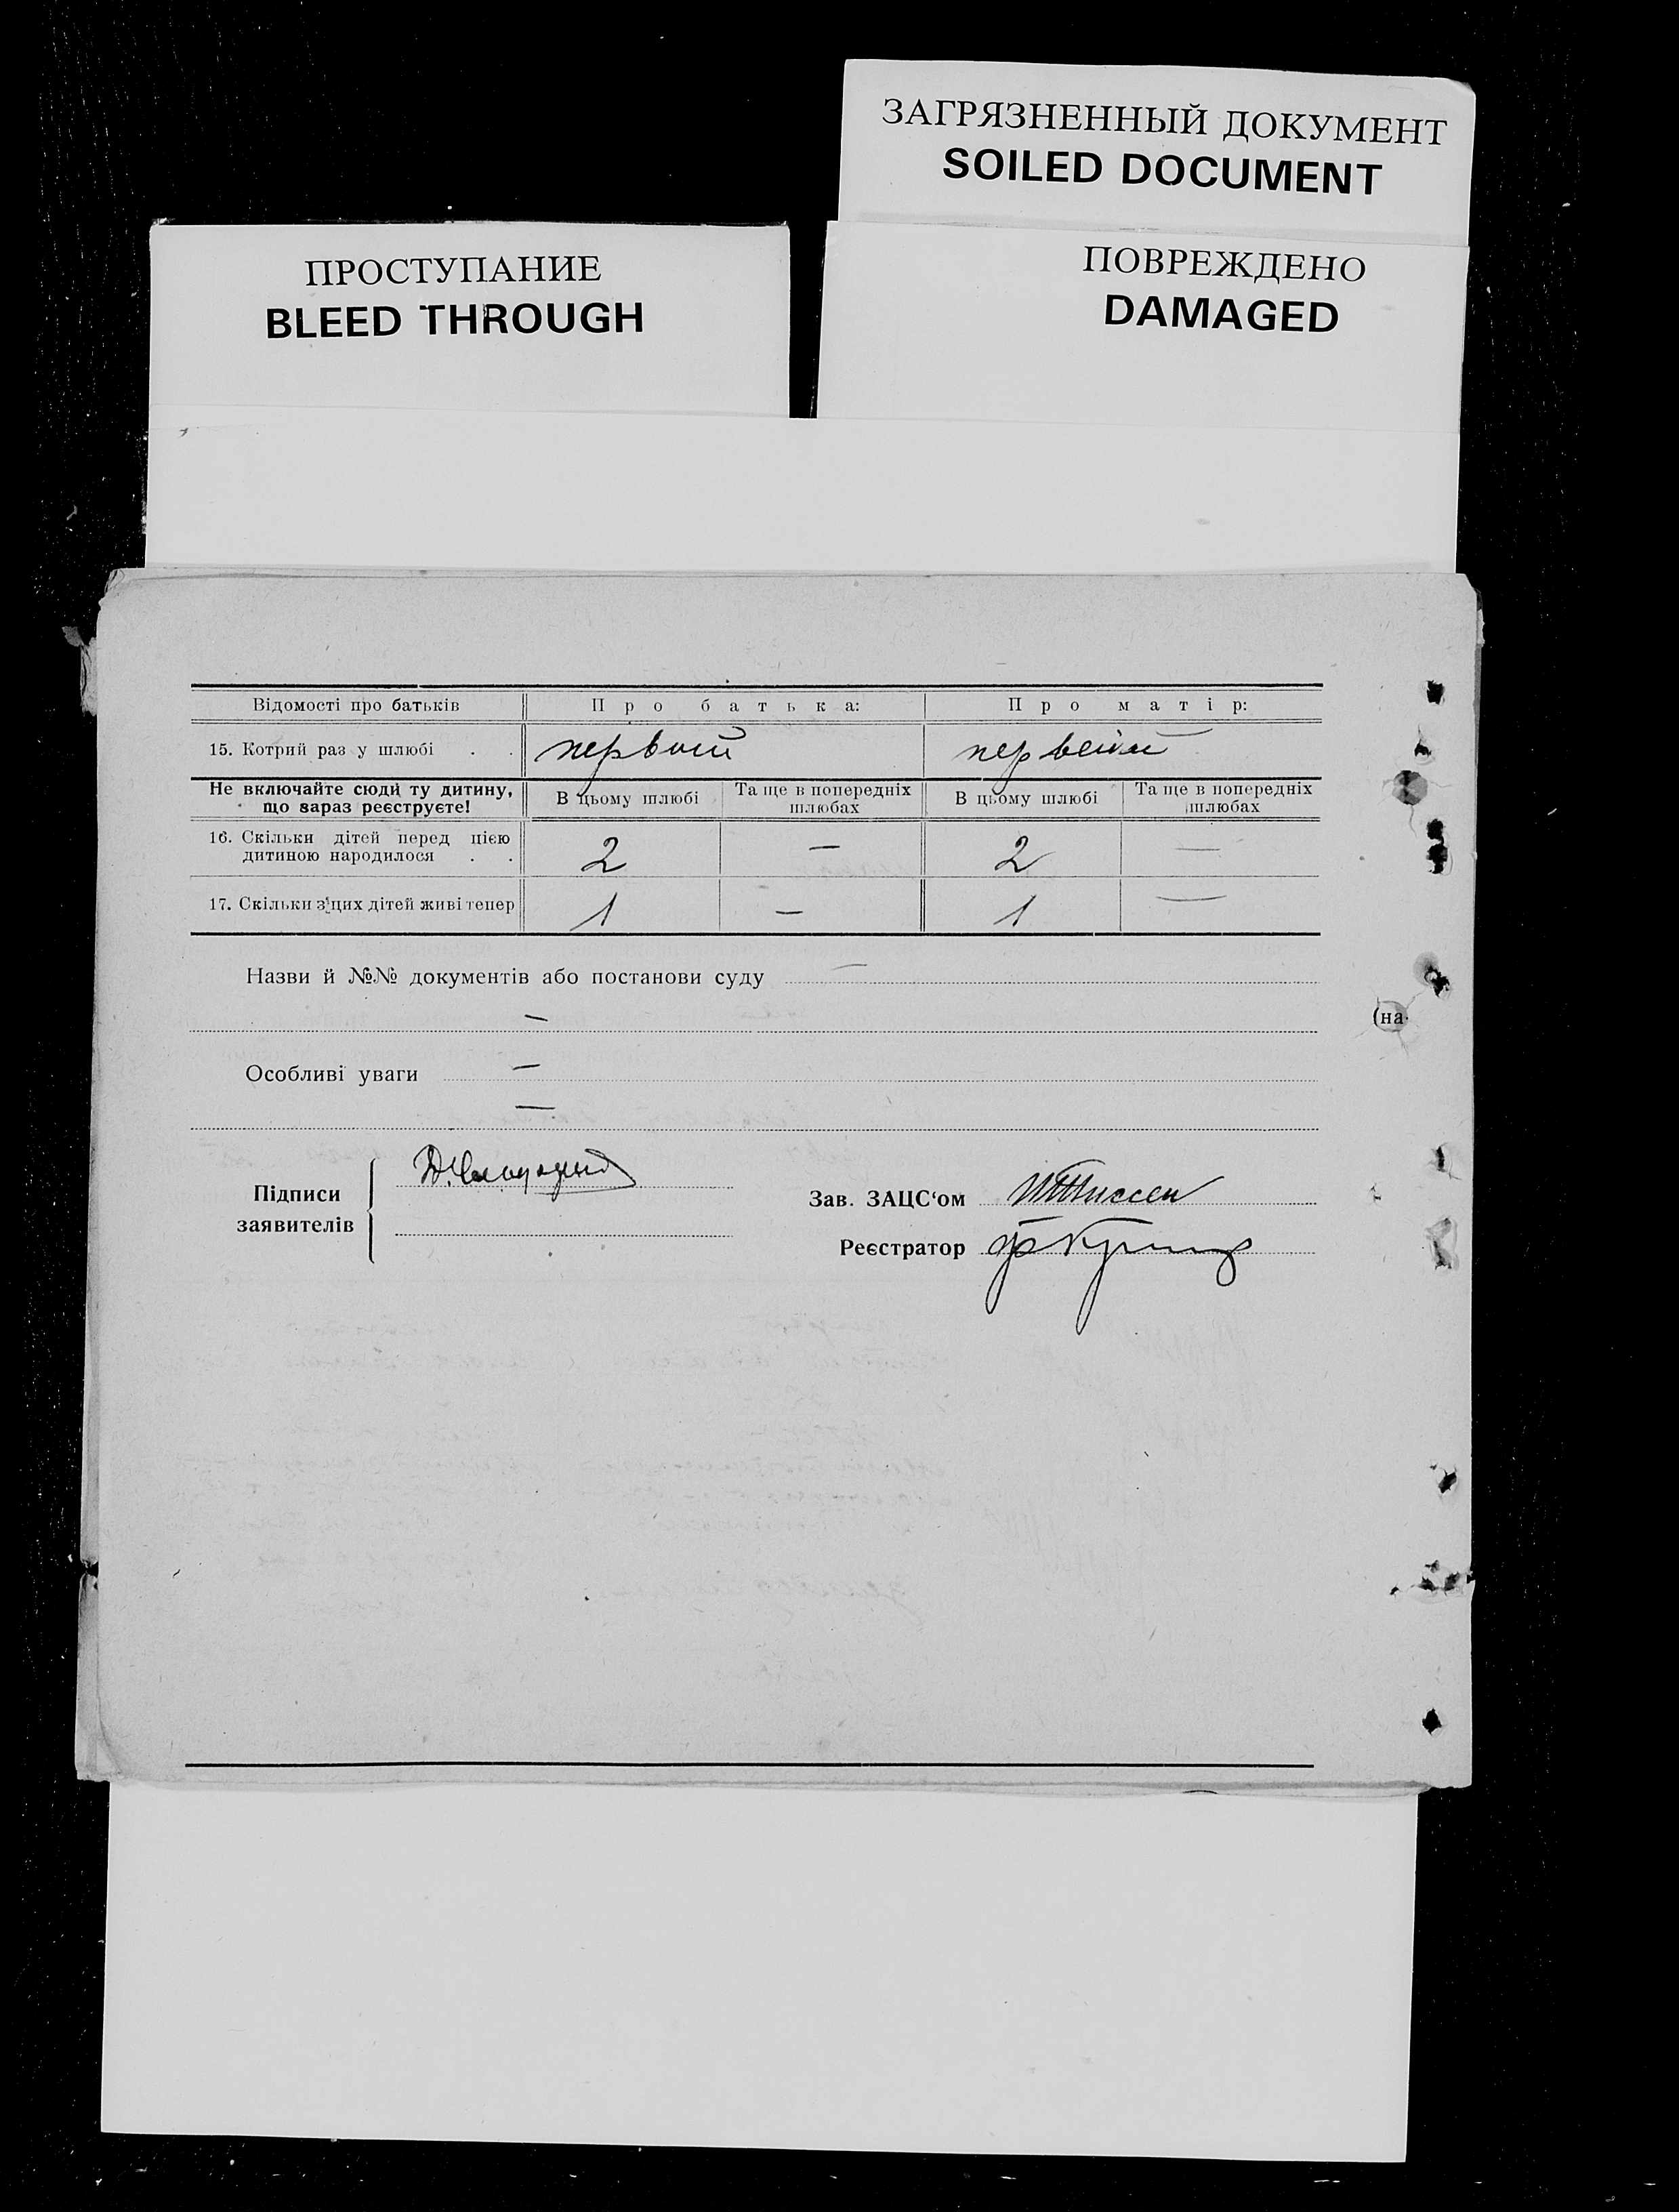 ЗАГРЯЗНЕННЫЙ ДОКУМЕНТ
SOILED DOCUMENT
ПРОСТУПАНИЕ
BLEED THROUGH
ПОВРЕЖДЕНО
DAMAGED
Відомості про батьків Про батька: Про матір:
15. Котрий раз у шлюбі . . первый первый
Не включайте сюди ту дитину, що зараз реєструєте! В цьому шлюбі Та ще в попередніх шлюбах В цьому шлюбі Та ще в попередніх шлюбах
16. Скільки дітей перед цією
дитиною народилося . . 2 — 2 —
17. Скільки з цих дітей живі тепер 1 — 1 —
Назви й №№ документів або постанови суду —
—
(на
Особливі уваги —
—
Підписи
заявителів
Зав. ЗАЦС‘ом Тиссен
Реєстратор